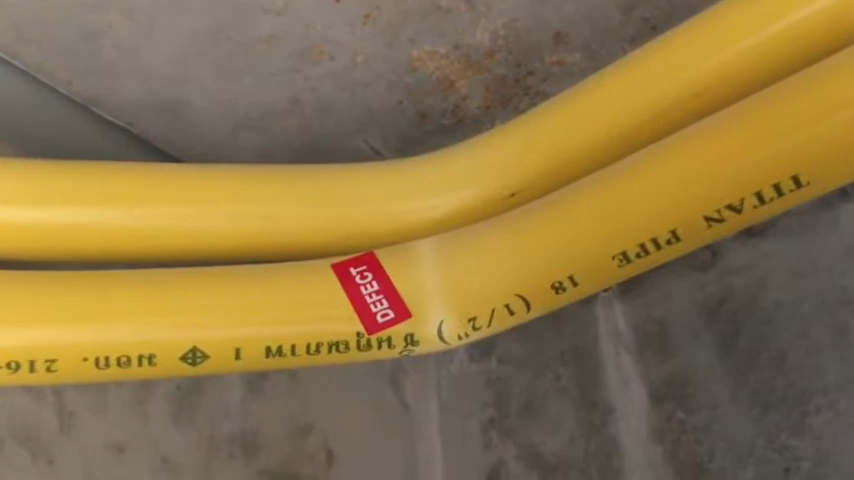 TITAN PIPE 18 (1/2") ชั้นคุณภาพ 1 มอก. 216-
DEFECT